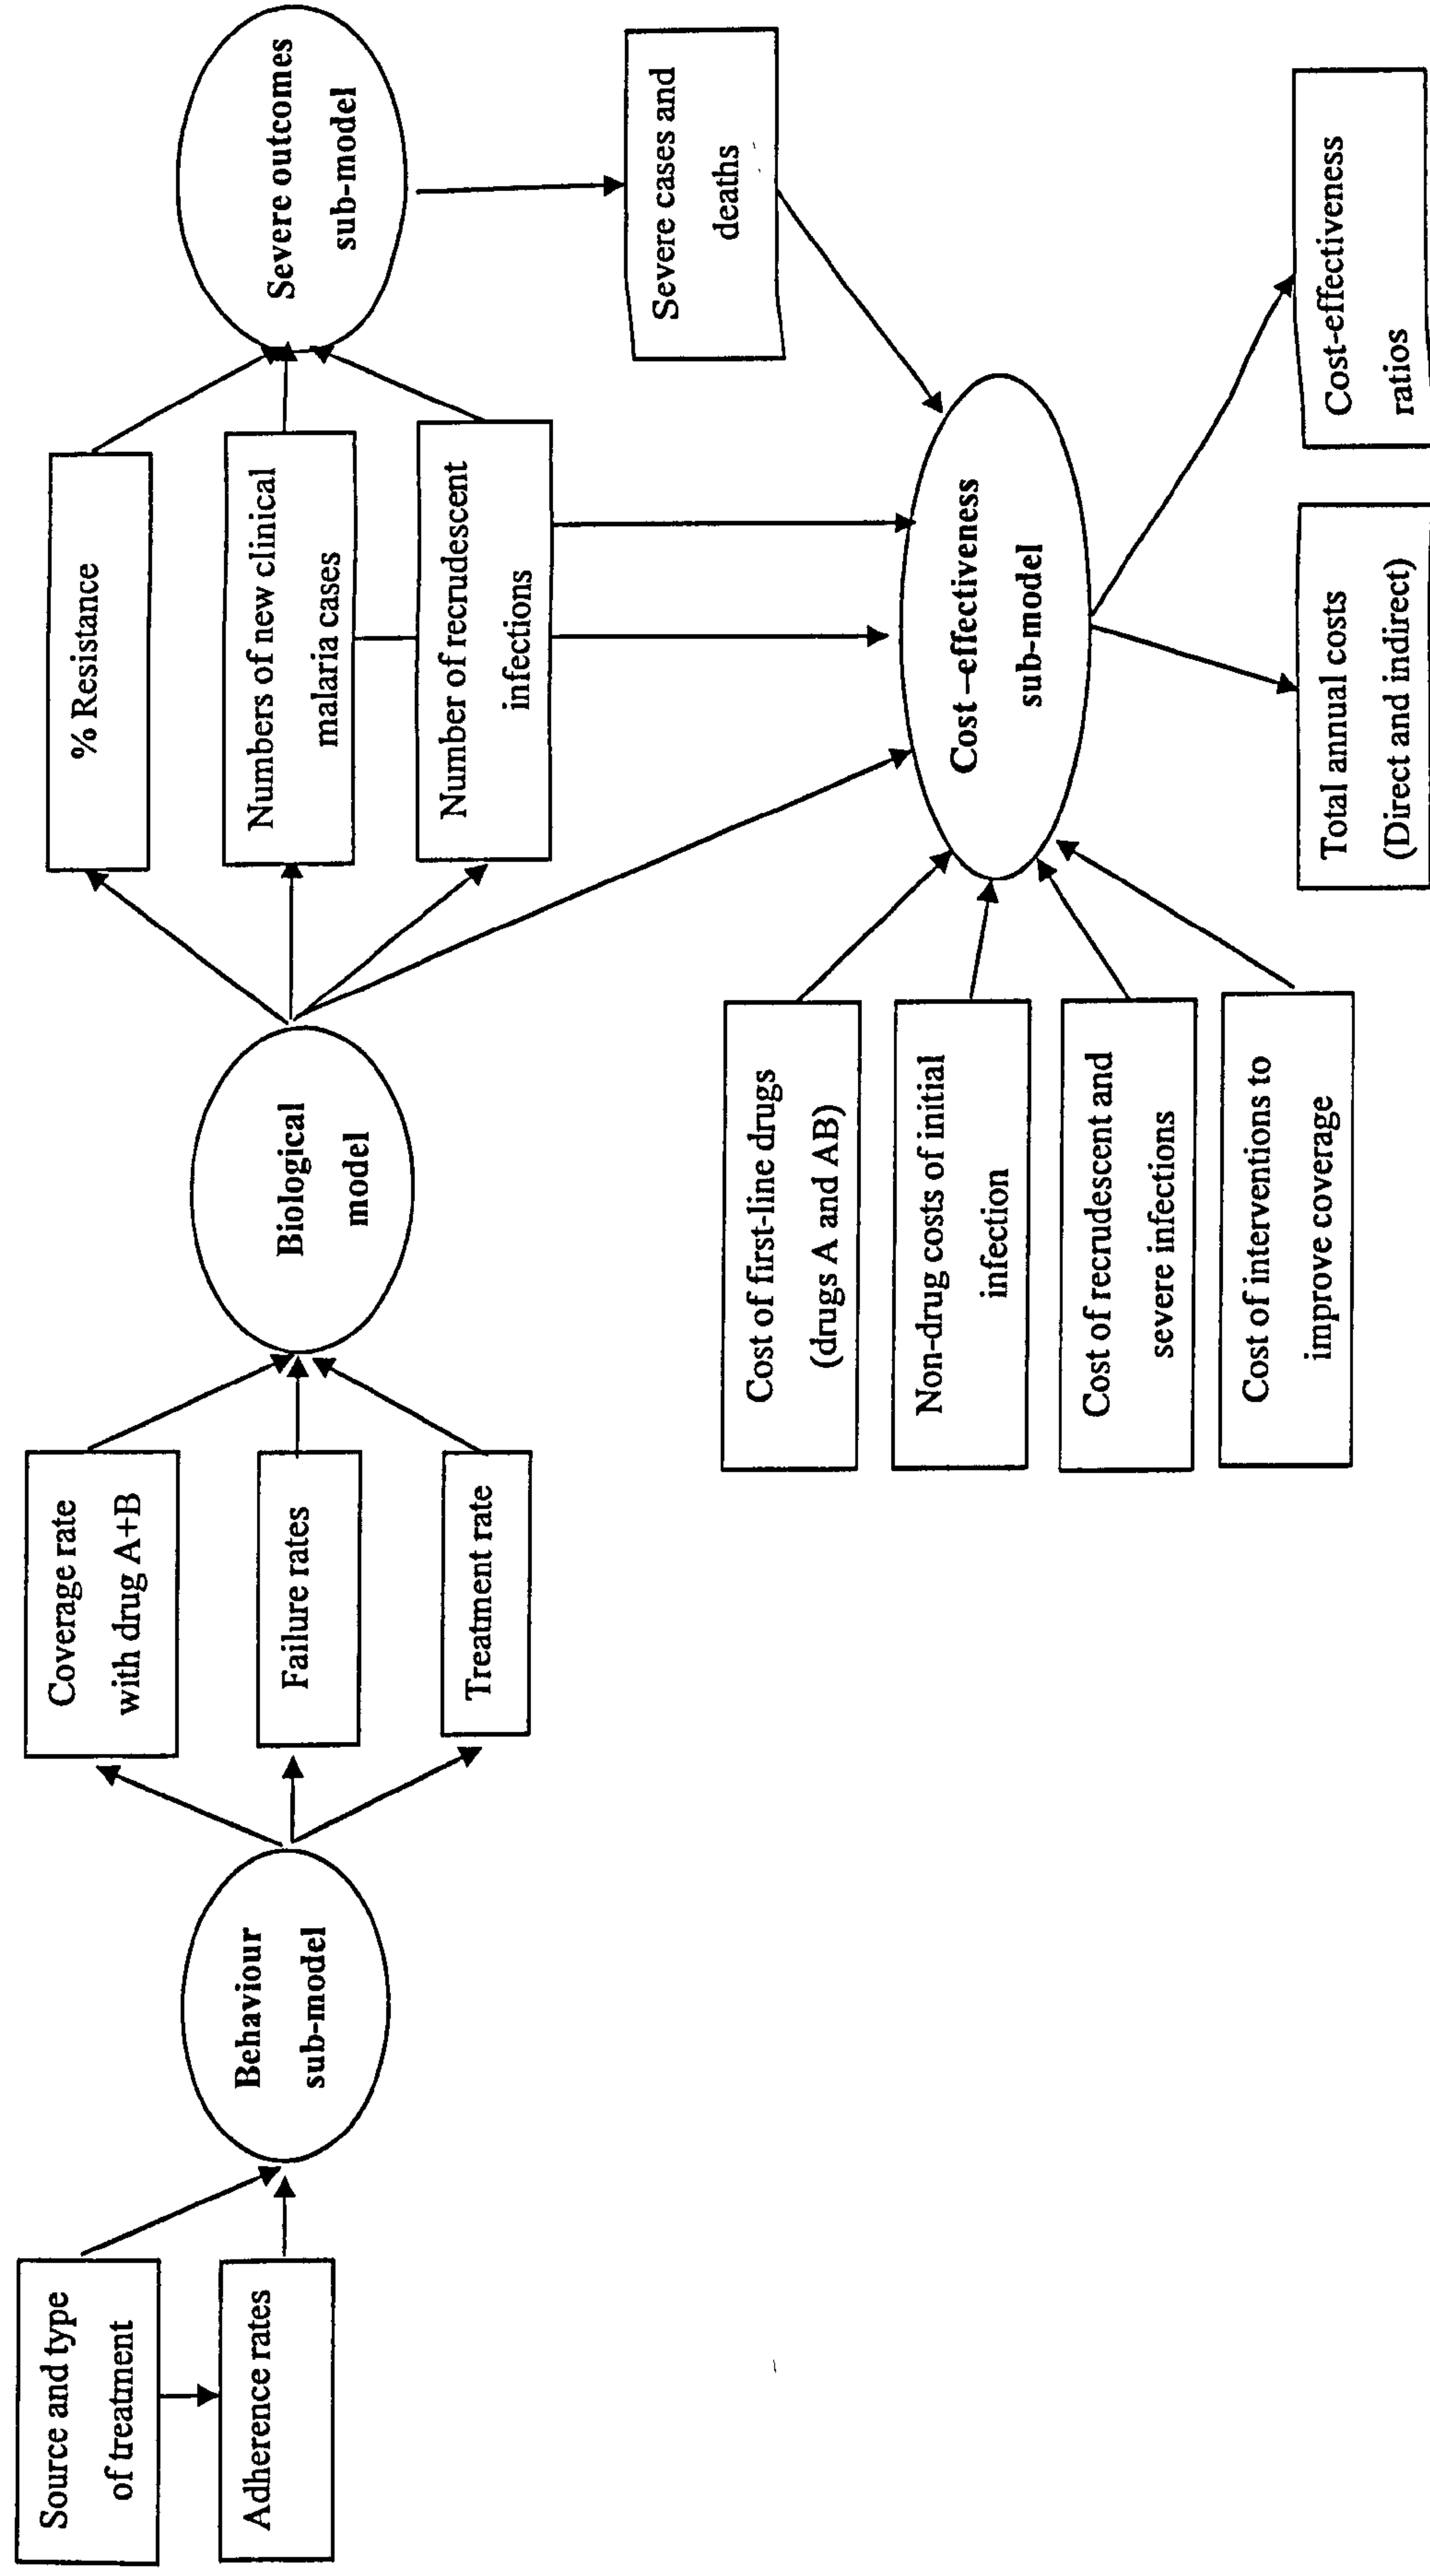 Source and type
of treatment
Adherence rates
Behaviour
sub-model
Coverage rate
with drug A+B
Failure rates
Treatment rate
Biological
model
% Resistance
Numbers of new clinical
malaria cases
Number of recrudescent
infections
Severe outcomes
sub-model
Severe cases and
deaths
Cost of first-line drugs
(drugs A and AB)
Non-drug costs of initial
infection
Cost of recrudescent and
severe infections
Cost of interventions to
improve coverage
Cost –effectiveness
sub-model
Total annual costs
(Direct and indirect)
Cost-effectiveness
ratios